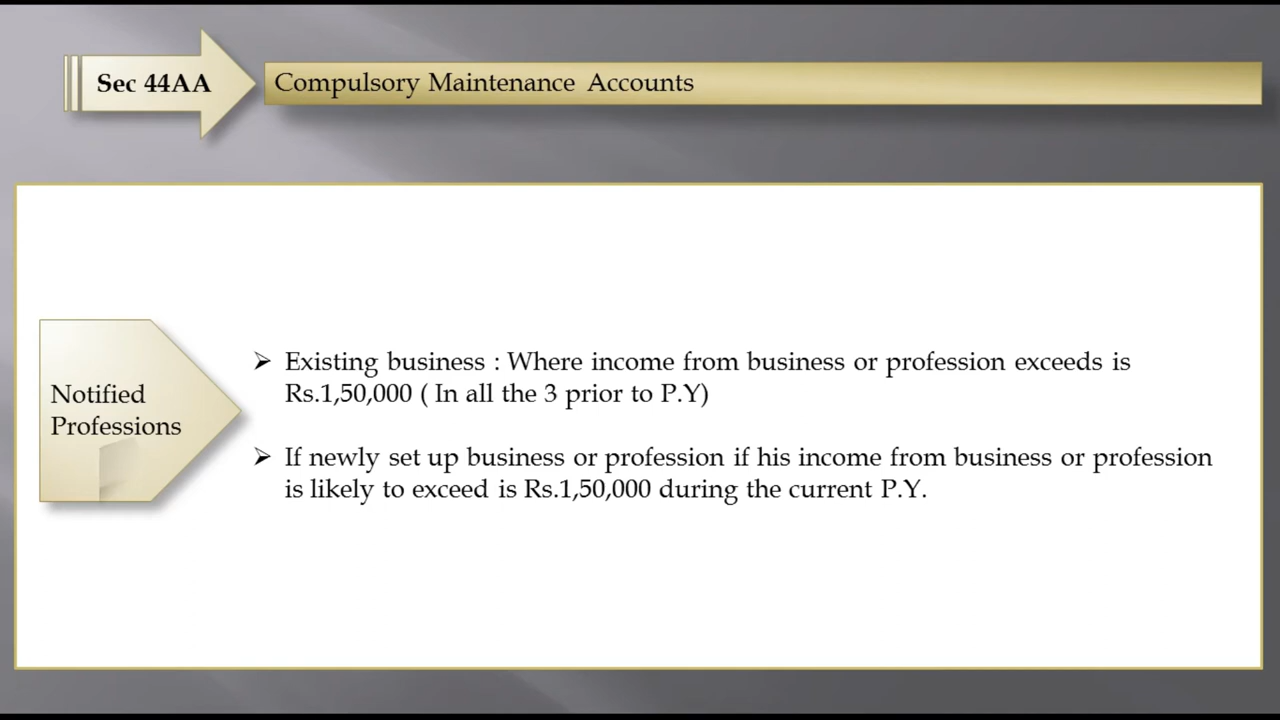 Sec 44AA
Compulsory Maintenance Accounts
Notified
Professions
➢ Existing business : Where income from business or profession exceeds is
Rs.1,50,000 ( In all the 3 prior to P.Y)
➢ If newly set up business or profession if his income from business or profession
is likely to exceed is Rs.1,50,000 during the current P.Y.